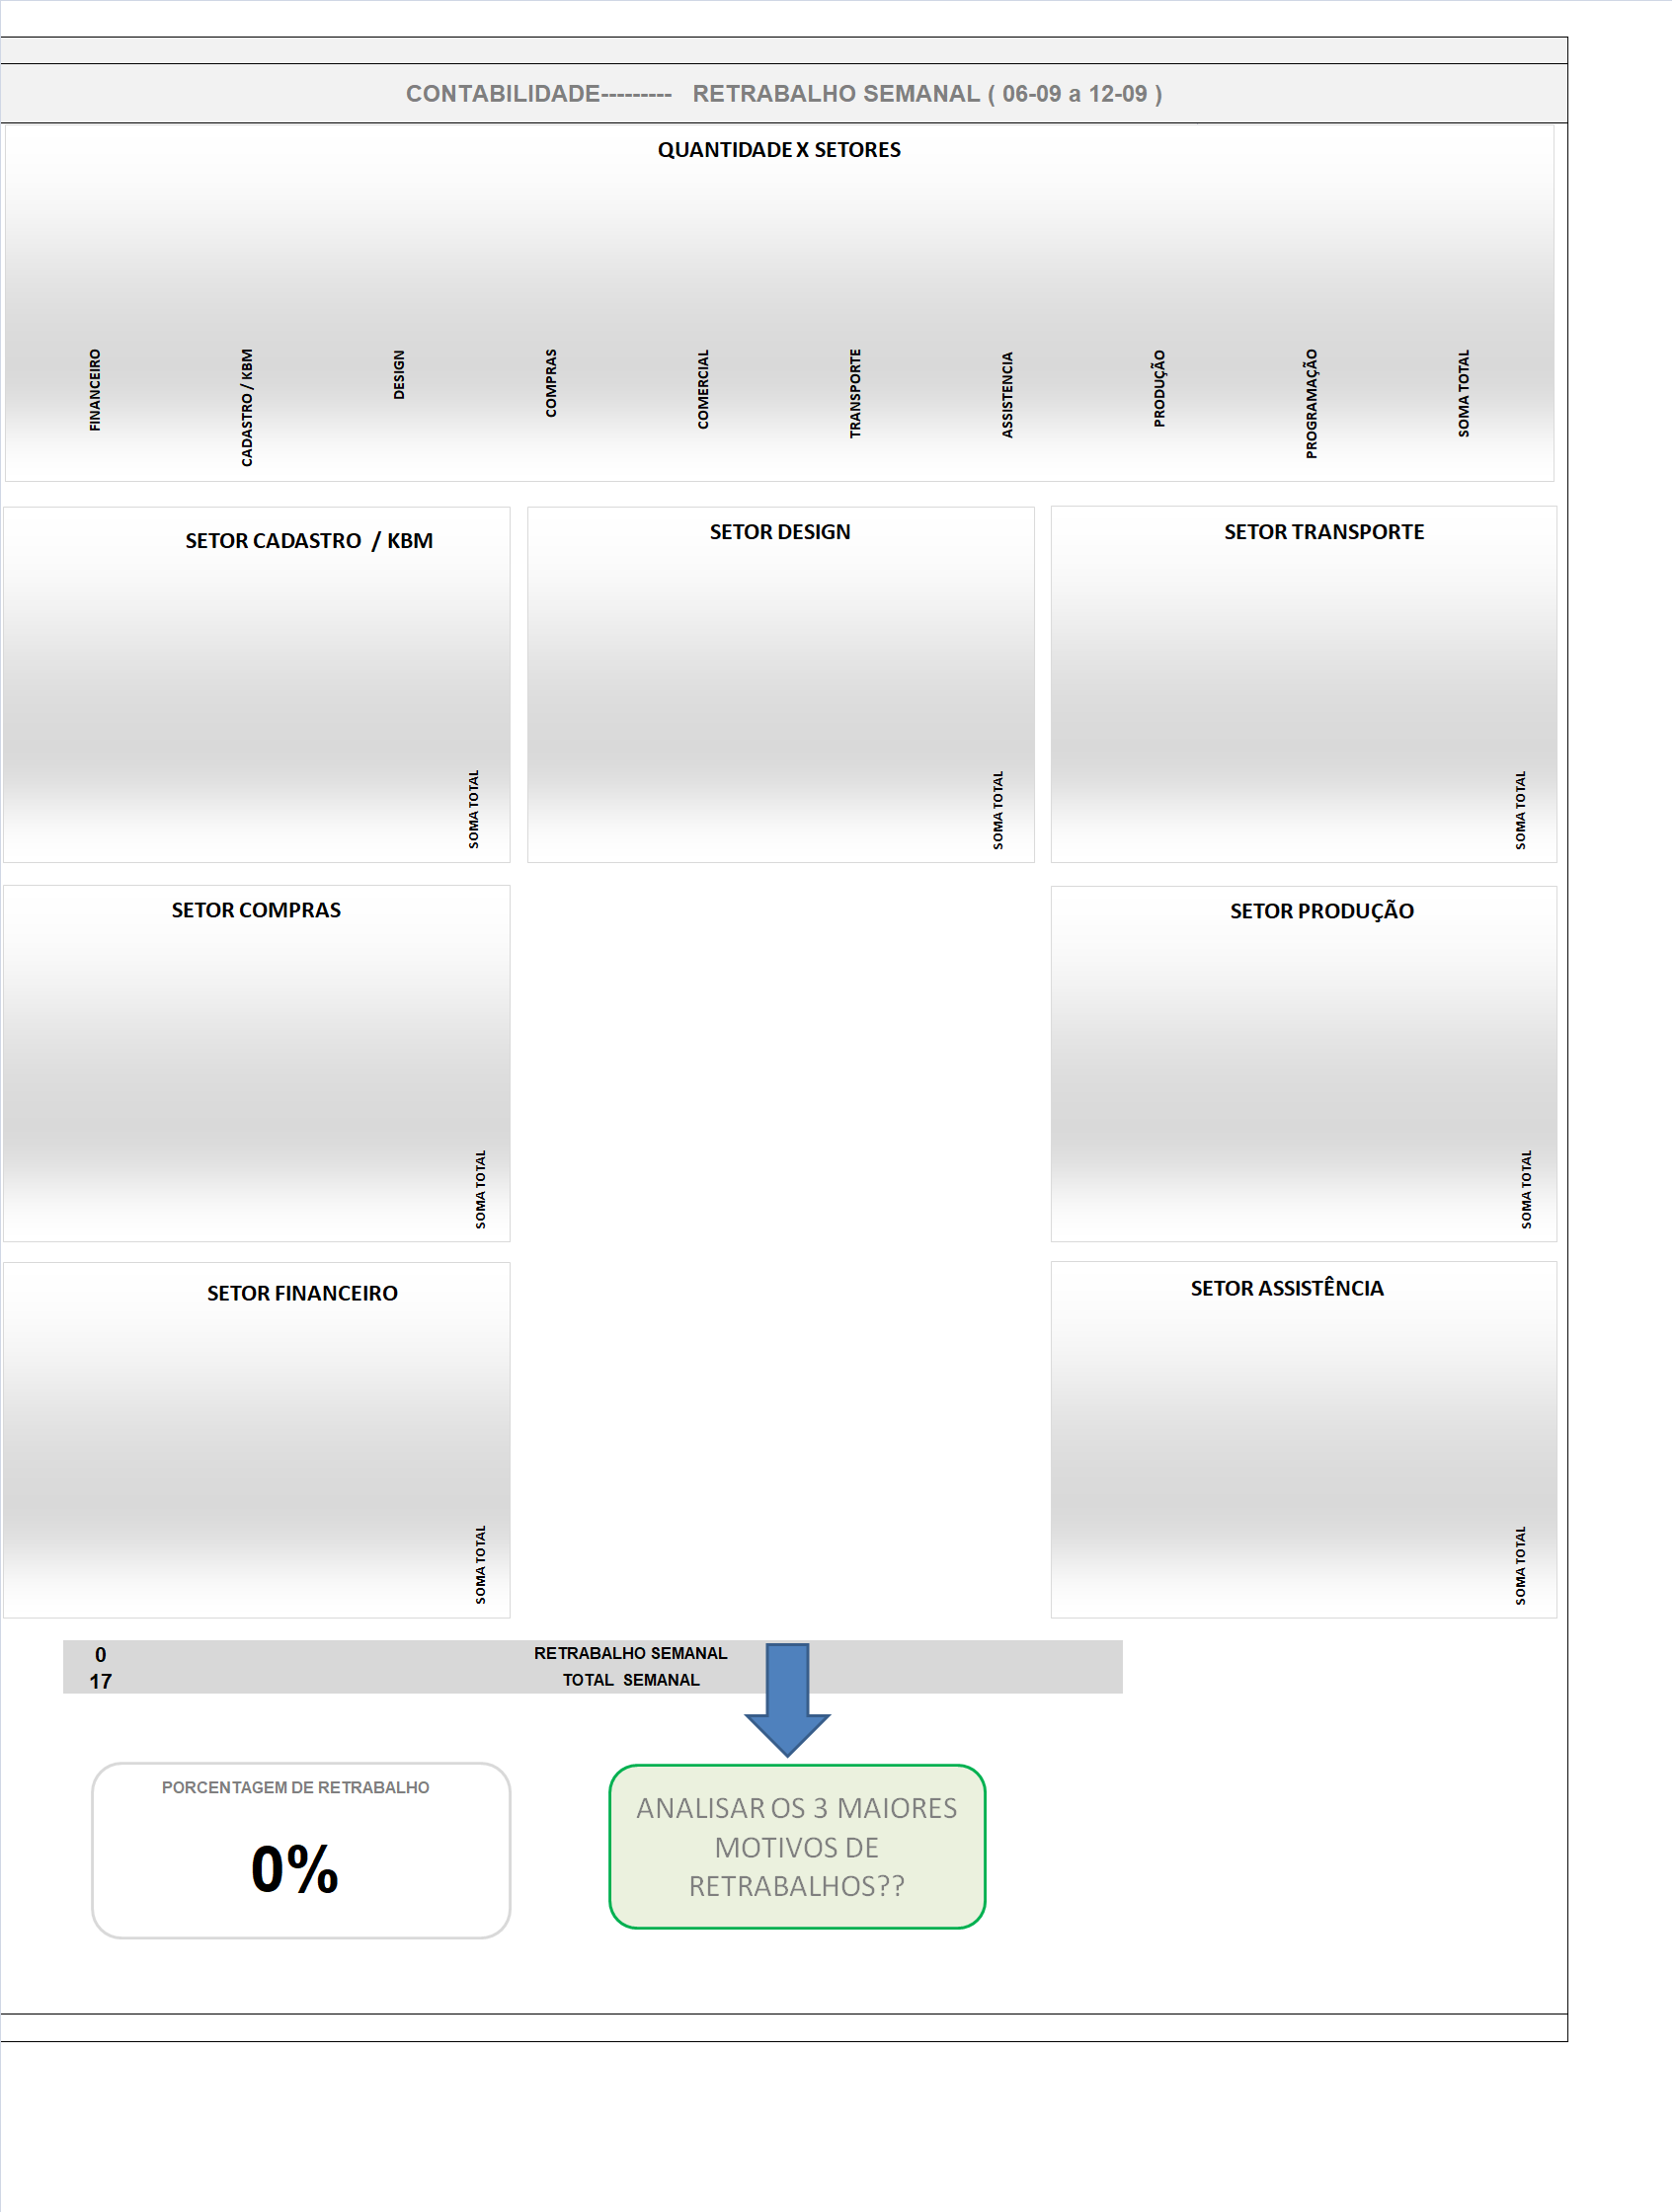 CONTABILIDADE--------- RETRABALHO SEMANAL ( 06-09 a 12-09 )
QUANTIDADE X SETORES
FINANCEIRO
CADASTRO / KBM
DESIGN
COMPRAS
COMERCIAL
TRANSPORTE
ASSISTENCIA
PRODUÇÃO
PROGRAMAÇÃO
SOMA TOTAL
SETOR CADASTRO / KBM
SOMA TOTAL
SETOR DESIGN
SOMA TOTAL
SETOR TRANSPORTE
SOMA TOTAL
SETOR COMPRAS
SOMA TOTAL
SETOR PRODUÇÃO
SOMA TOTAL
SETOR FINANCEIRO
SOMA TOTAL
SETOR ASSISTÊNCIA
SOMA TOTAL
0 RETRABALHO SEMANAL
17 TOTAL SEMANAL
PORCENTAGEM DE RETRABALHO
0%
ANALISAR OS 3 MAIORES
MOTIVOS DE
RETRABALHOS??